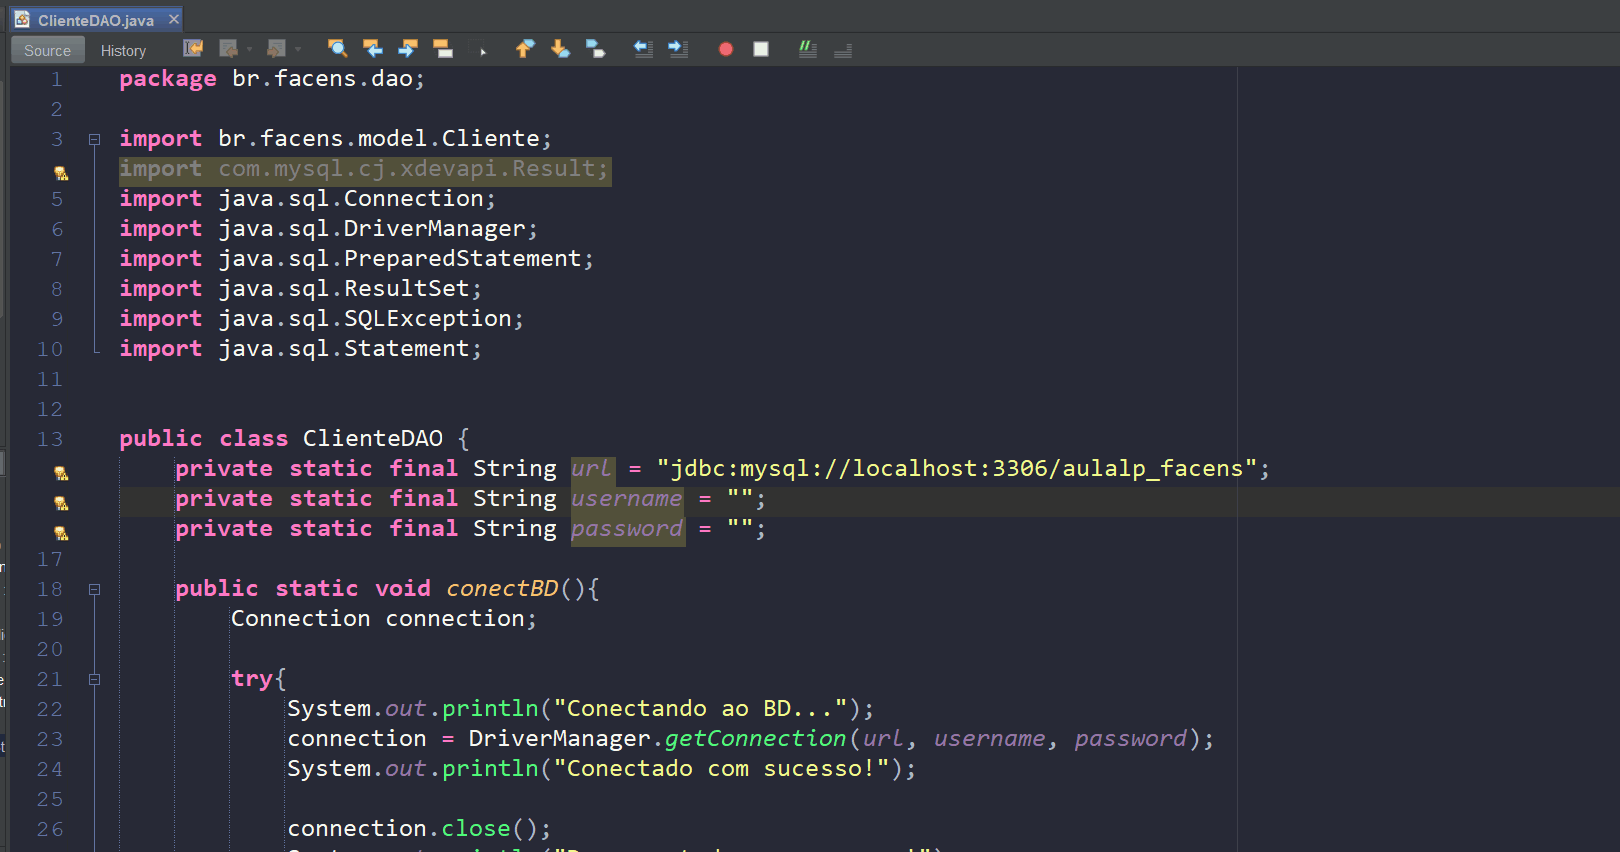 ClienteDAO.java
Source History
1 package br.facens.dao;
2
3 import br.facens.model.Cliente;
import com.mysql.cj.xdevapi.Result;
5 import java.sql.Connection;
6 import java.sql.DriverManager;
7 import java.sql.PreparedStatement;
8 import java.sql.ResultSet;
9 import java.sql.SQLException;
10 import java.sql.Statement;
11
12
13 public class ClienteDAO {
private static final String url = "jdbc:mysql://localhost:3306/aulalp_facens";
private static final String username = "";
private static final String password = "";
17
18 public static void conectBD(){
19 Connection connection;
20
21 try{
22 System.out.println("Conectando ao BD...");
23 connection = DriverManager.getConnection(url, username, password);
24 System.out.println("Conectado com sucesso!");
25
26 connection.close();